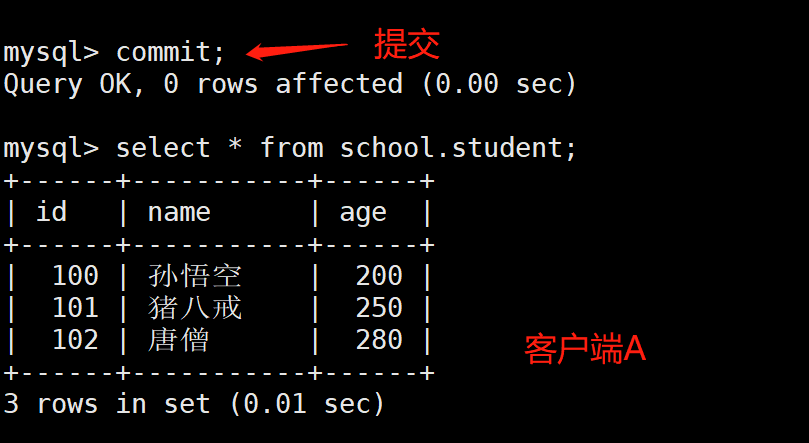 mysql> commit; 提交
Query OK, 0 rows affected (0.00 sec)
mysql> select * from school.student;
+------+-----------+------+
| id   | name      | age  |
+------+-----------+------+
|  100 | 孙悟空    |  200 |
|  101 | 猪八戒    |  250 |
|  102 | 唐僧      |  280 |
+------+-----------+------+
客户端A
3 rows in set (0.01 sec)